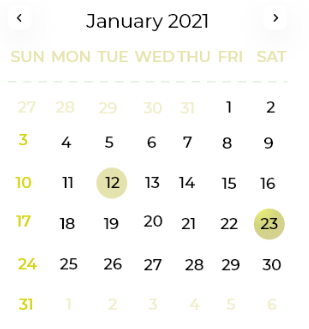 January 2021
SUN MON TUE WED THU FRI SAT
27 28 29 30 31 1 2
3 4 5 6 7 8 9
10 11 12 13 14 15 16
17 18 19 20 21 22 23
24 25 26 27 28 29 30
31 1 2 3 4 5 6